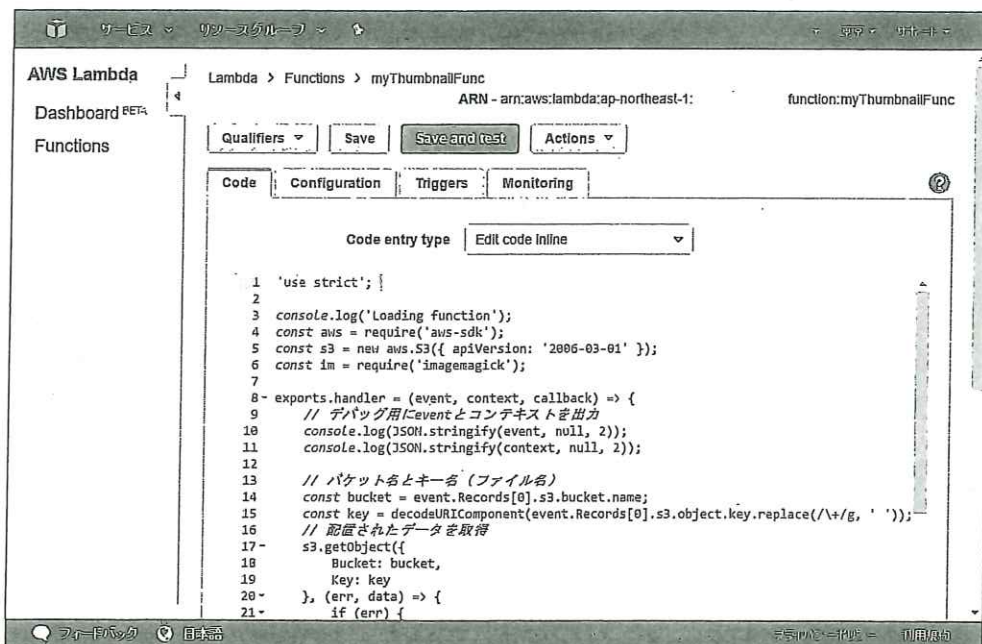 サービス リソースグループ サポート
AWS Lambda
Dashboard BETA
Functions
Lambda > Functions > myThumbnailFunc
ARN - arn:aws:lambda:ap-northeast-1: function:myThumbnailFunc
Qualifiers Save Save and test Actions
Code Configuration Triggers Monitoring
Code entry type Edit code inline
1 'use strict';
2
3 console.log('Loading function');
4 const aws = require('aws-sdk');
5 const s3 = new aws.S3({ apiVersion: '2006-03-01' });
6 const im = require('imagemagick');
7
8 exports.handler = (event, context, callback) => {
9 // デバッグ用にeventとコンテキストを出力
10 console.log(JSON.stringify(event, null, 2));
11 console.log(JSON.stringify(context, null, 2));
12
13 // バケット名とキー名（ファイル名）
14 const bucket = event.Records[0].s3.bucket.name;
15 const key = decodeURIComponent(event.Records[0].s3.object.key.replace(/\+/g, ' '));
16 // 配置されたデータを取得
17 s3.getObject({
18 Bucket: bucket,
19 Key: key
20 }, (err, data) => {
21 if (err) {
フィードバック 日本語